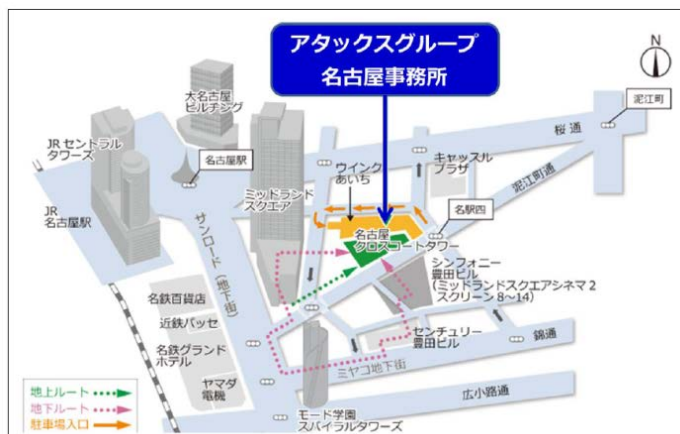 アタックスグループ
名古屋事務所
N
大名古屋
ビルヂング
JR セントラル
タワーズ
名古屋駅
JR
名古屋駅
サンロード（地下街）
ミッドランド
スクエア
ウインク
あいち
キャッスル
プラザ
桜通
泥江町
泥江町通
名駅四
名古屋
クロスコートタワー
シンフォニー
豊田ビル
（ミッドランドスクエアシネマ 2
スクリーン 8～14）
名鉄百貨店
近鉄パッセ
名鉄グランド
ホテル
ヤマダ
電機
センチュリー
豊田ビル
ミヤコ地下街
錦通
広小路通
モード学園
スパイラルタワーズ
地上ルート
地下ルート
駐車場入口